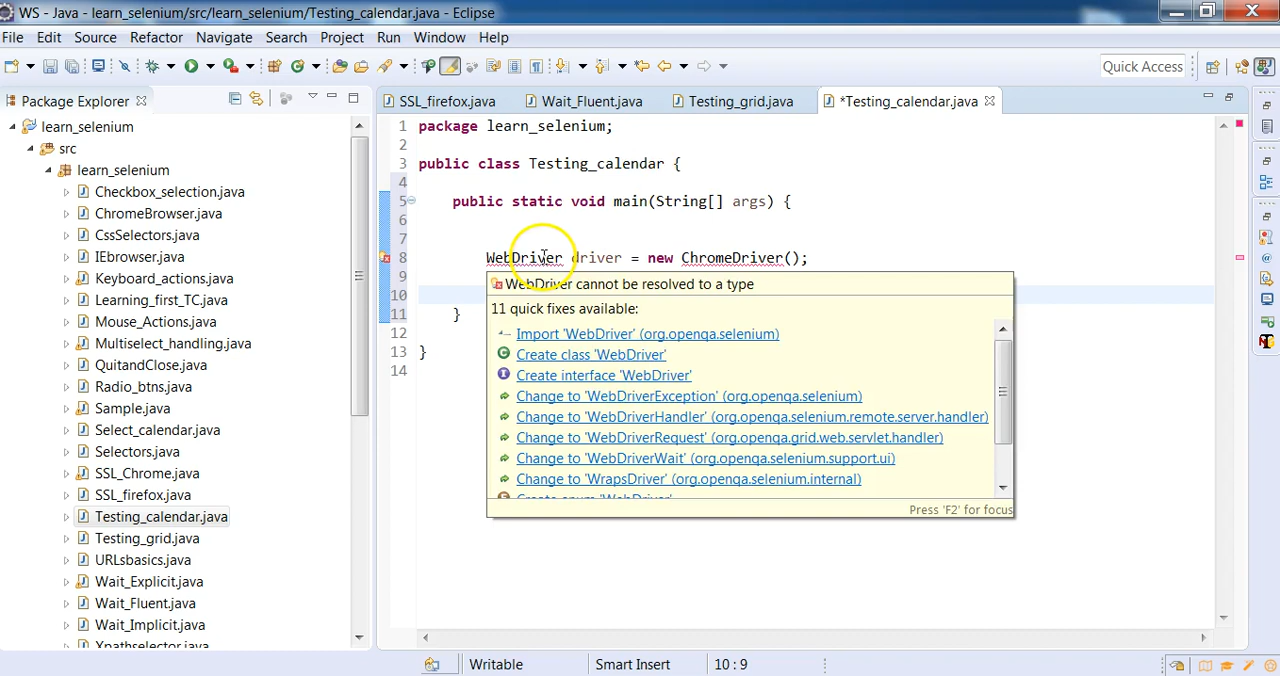 WS - Java - learn_selenium/src/learn_selenium/Testing_calendar.java - Eclipse
File Edit Source Refactor Navigate Search Project Run Window Help
Quick Access
Package Explorer
SSL_firefox.java Wait_Fluent.java Testing_grid.java *Testing_calendar.java
learn_selenium
src
learn_selenium
Checkbox_selection.java
ChromeBrowser.java
CssSelectors.java
IEbrowser.java
Keyboard_actions.java
Learning_first_TC.java
Mouse_Actions.java
Multiselect_handling.java
QuitandClose.java
Radio_btns.java
Sample.java
Select_calendar.java
Selectors.java
SSL_Chrome.java
SSL_firefox.java
Testing_calendar.java
Testing_grid.java
URLsbasics.java
Wait_Explicit.java
Wait_Fluent.java
Wait_Implicit.java
Xpathselector.java
1 package learn_selenium;
2
3 public class Testing_calendar {
4
5 public static void main(String[] args) {
6
7
8 WebDriver driver = new ChromeDriver();
9
10
11 }
12
13 }
14
WebDriver cannot be resolved to a type
11 quick fixes available:
Import 'WebDriver' (org.openqa.selenium)
Create class 'WebDriver'
Create interface 'WebDriver'
Change to 'WebDriverException' (org.openqa.selenium)
Change to 'WebDriverHandler' (org.openqa.selenium.remote.server.handler)
Change to 'WebDriverRequest' (org.openqa.grid.web.servlet.handler)
Change to 'WebDriverWait' (org.openqa.selenium.support.ui)
Change to 'WrapsDriver' (org.openqa.selenium.internal)
Create enum 'WebDriver'
Press 'F2' for focus
Writable Smart Insert 10 : 9